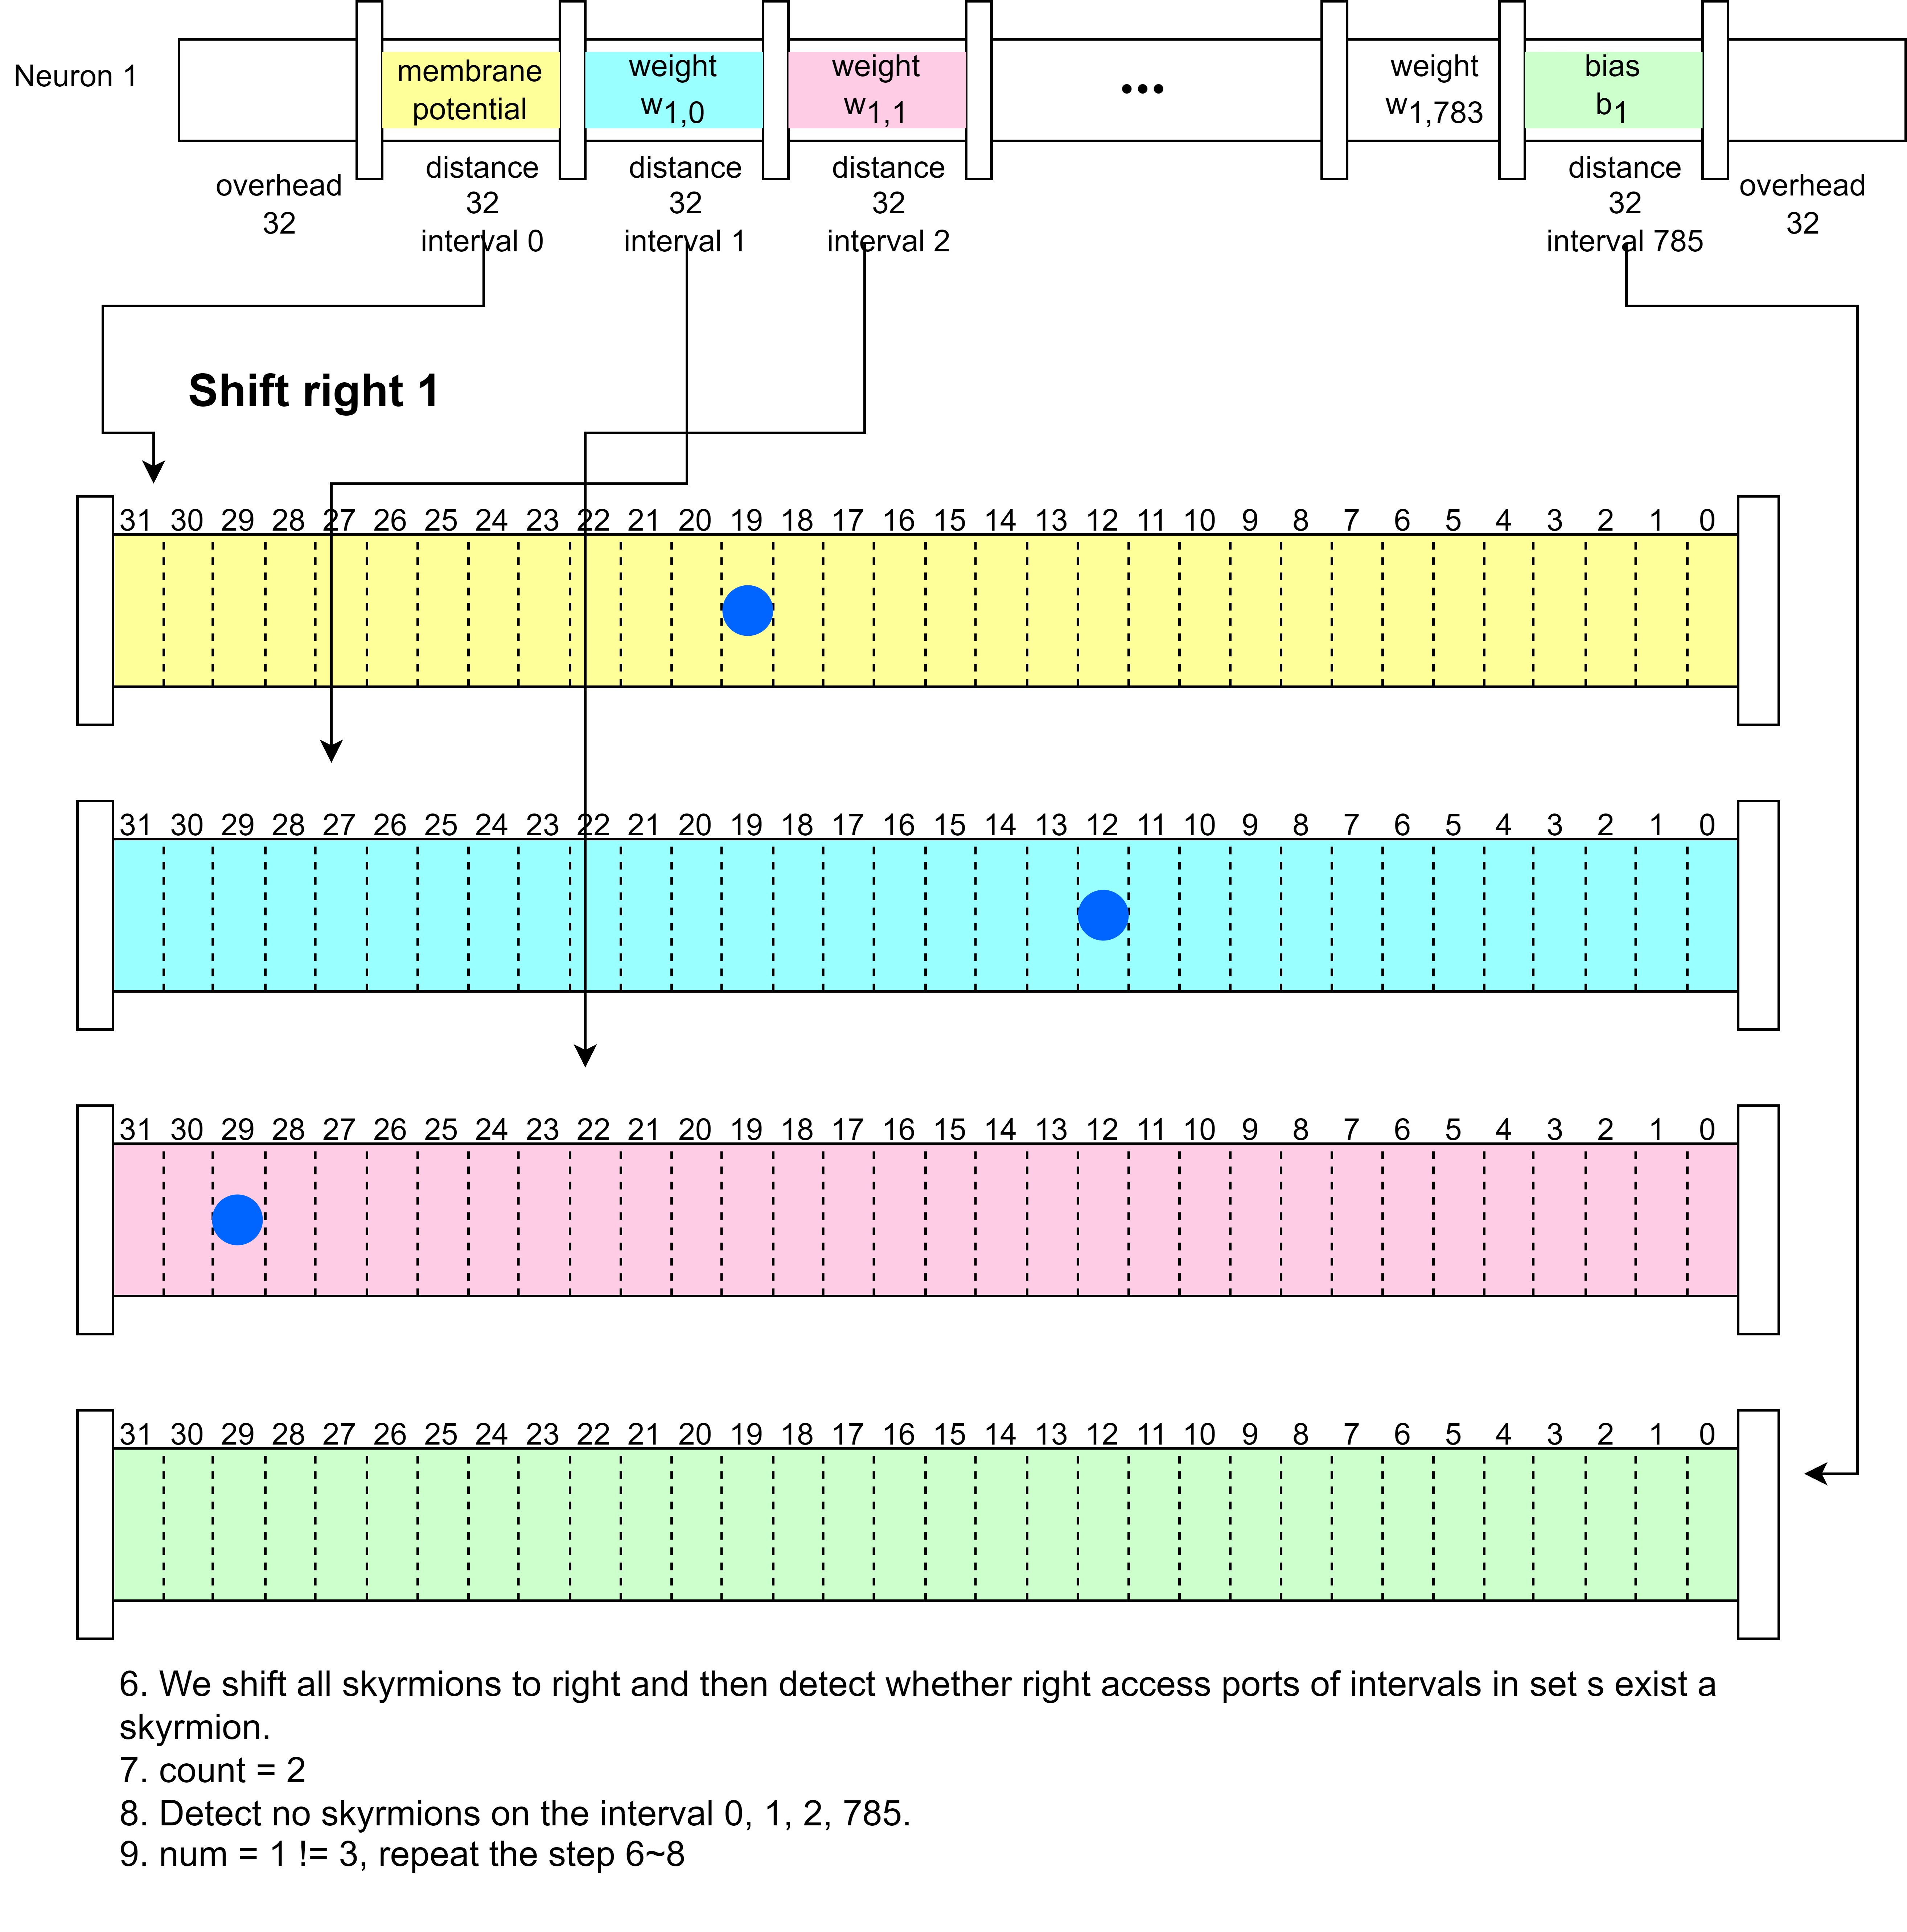 Neuron 1
membrane
potential
weight
w1,0
weight
w1,1
•••
weight
w1,783
bias
b1
overhead
32
distance
32
interval 0
distance
32
interval 1
distance
32
interval 2
distance
32
interval 785
overhead
32
Shift right 1
31 30 29 28 27 26 25 24 23 22 21 20 19 18 17 16 15 14 13 12 11 10 9 8 7 6 5 4 3 2 1 0
31 30 29 28 27 26 25 24 23 22 21 20 19 18 17 16 15 14 13 12 11 10 9 8 7 6 5 4 3 2 1 0
31 30 29 28 27 26 25 24 23 22 21 20 19 18 17 16 15 14 13 12 11 10 9 8 7 6 5 4 3 2 1 0
31 30 29 28 27 26 25 24 23 22 21 20 19 18 17 16 15 14 13 12 11 10 9 8 7 6 5 4 3 2 1 0
6. We shift all skyrmions to right and then detect whether right access ports of intervals in set s exist a
skyrmion.
7. count = 2
8. Detect no skyrmions on the interval 0, 1, 2, 785.
9. num = 1 != 3, repeat the step 6~8